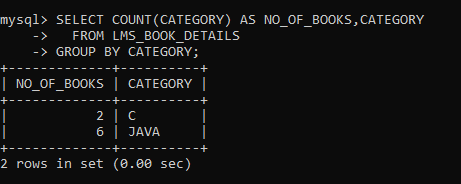 mysql> SELECT COUNT(CATEGORY) AS NO_OF_BOOKS,CATEGORY
    ->   FROM LMS_BOOK_DETAILS
    -> GROUP BY CATEGORY;
+-------------+----------+
| NO_OF_BOOKS | CATEGORY |
+-------------+----------+
|           2 | C        |
|           6 | JAVA     |
+-------------+----------+
2 rows in set (0.00 sec)